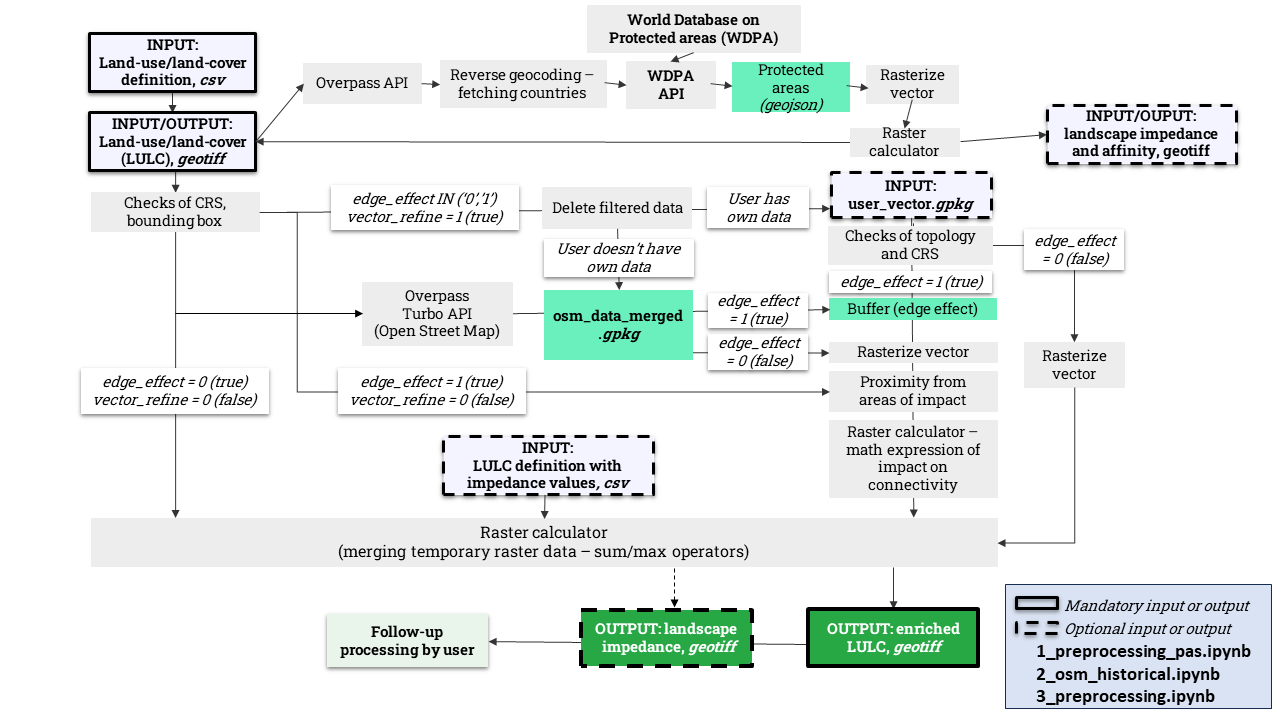 World Database on
Protected areas (WDPA)
INPUT:
Land-use/land-cover
definition, csv
Overpass API
Reverse geocoding –
fetching countries
WDPA
API
Protected
areas
(geojson)
Rasterize
vector
INPUT/OUTPUT:
Land-use/land-cover
(LULC), geotiff
Raster
calculator
INPUT/OUPUT:
landscape impedance
and affinity, geotiff
Checks of CRS,
bounding box
edge_effect IN (‘0’,’1’)
vector_refine = 1 (true)
Delete filtered data
User has
own data
INPUT:
user_vector.gpkg
User doesn’t have
own data
Checks of topology
and CRS
edge_effect
= 0 (false)
edge_effect = 1 (true)
Overpass
Turbo API
(Open Street Map)
osm_data_merged
.gpkg
edge_effect
= 1 (true)
Buffer (edge effect)
edge_effect
= 0 (false)
Rasterize vector
Rasterize
vector
edge_effect = 0 (true)
vector_refine = 0 (false)
edge_effect = 1 (true)
vector_refine = 0 (false)
Proximity from
areas of impact
Raster calculator –
math expression of
impact on
connectivity
INPUT:
LULC definition with
impedance values, csv
Raster calculator
(merging temporary raster data – sum/max operators)
Follow-up
processing by user
OUTPUT: landscape
impedance, geotiff
OUTPUT: enriched
LULC, geotiff
Mandatory input or output
Optional input or output
1_preprocessing_pas.ipynb
2_osm_historical.ipynb
3_preprocessing.ipynb